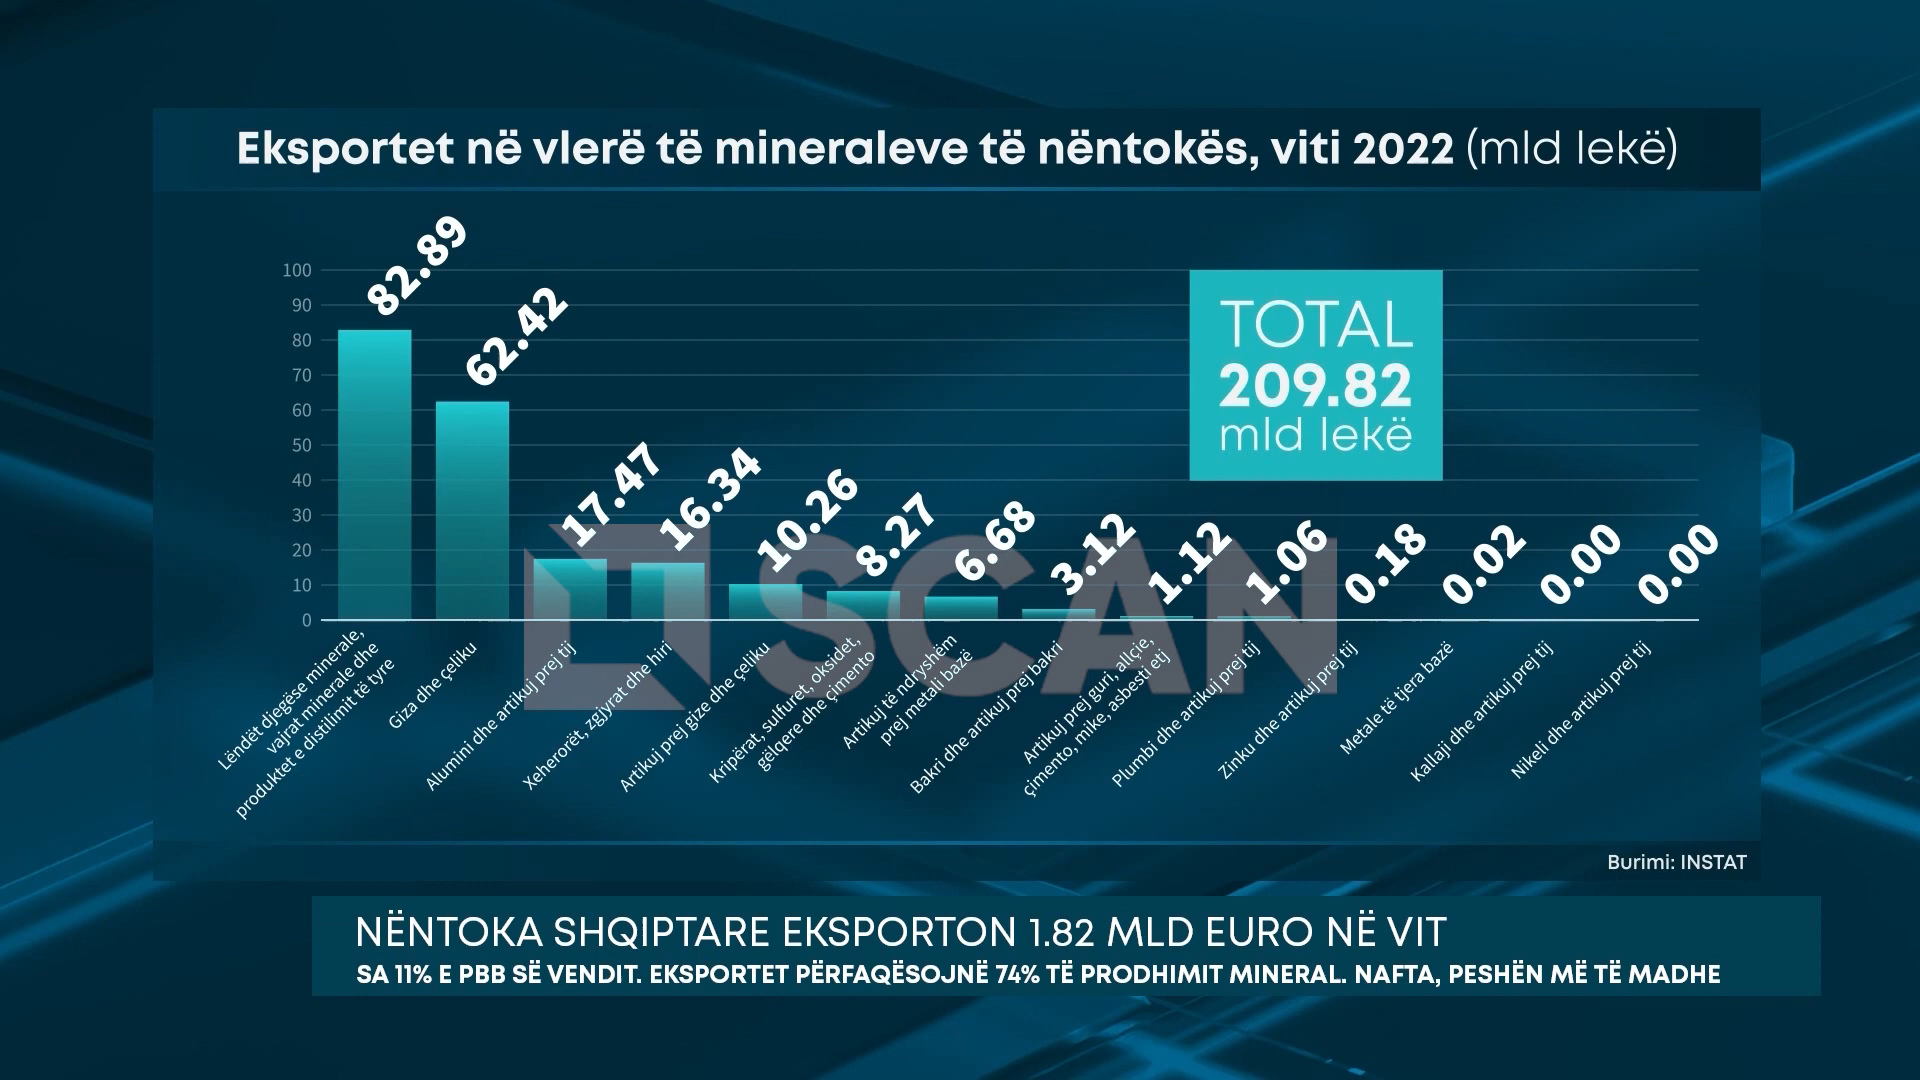 Eksportet në vlerë të mineraleve të nëntokës, viti 2022 (mld lekë)
100
90
80
70
60
50
40
30
20
10
0
82.89
62.42
17.47
16.34
10.26
8.27
6.68
3.12
1.12
1.06
0.18
0.02
0.00
0.00
TOTAL
209.82
mld lekë
SCAN
Lëndët djegëse minerale,
vajrat minerale dhe
produktet e distilimit të tyre
Giza dhe çeliku
Alumini dhe artikuj prej tij
Xeherorët, zgjyrat dhe hiri
Artikuj prej gize dhe çeliku
Kripërat, sulfuret, oksidet,
gëlqere dhe çimento
Artikuj të ndryshëm
prej metali bazë
Bakri dhe artikuj prej bakri
Artikuj prej guri, allçie,
çimento, mike, asbesti etj
Plumbi dhe artikuj prej tij
Zinku dhe artikuj prej tij
Metale të tjera bazë
Kallaji dhe artikuj prej tij
Nikeli dhe artikuj prej tij
Burimi: INSTAT
NËNTOKA SHQIPTARE EKSPORTON 1.82 MLD EURO NË VIT
SA 11% E PBB SË VENDIT. EKSPORTET PËRFAQËSOJNË 74% TË PRODHIMIT MINERAL. NAFTA, PESHËN MË TË MADHE